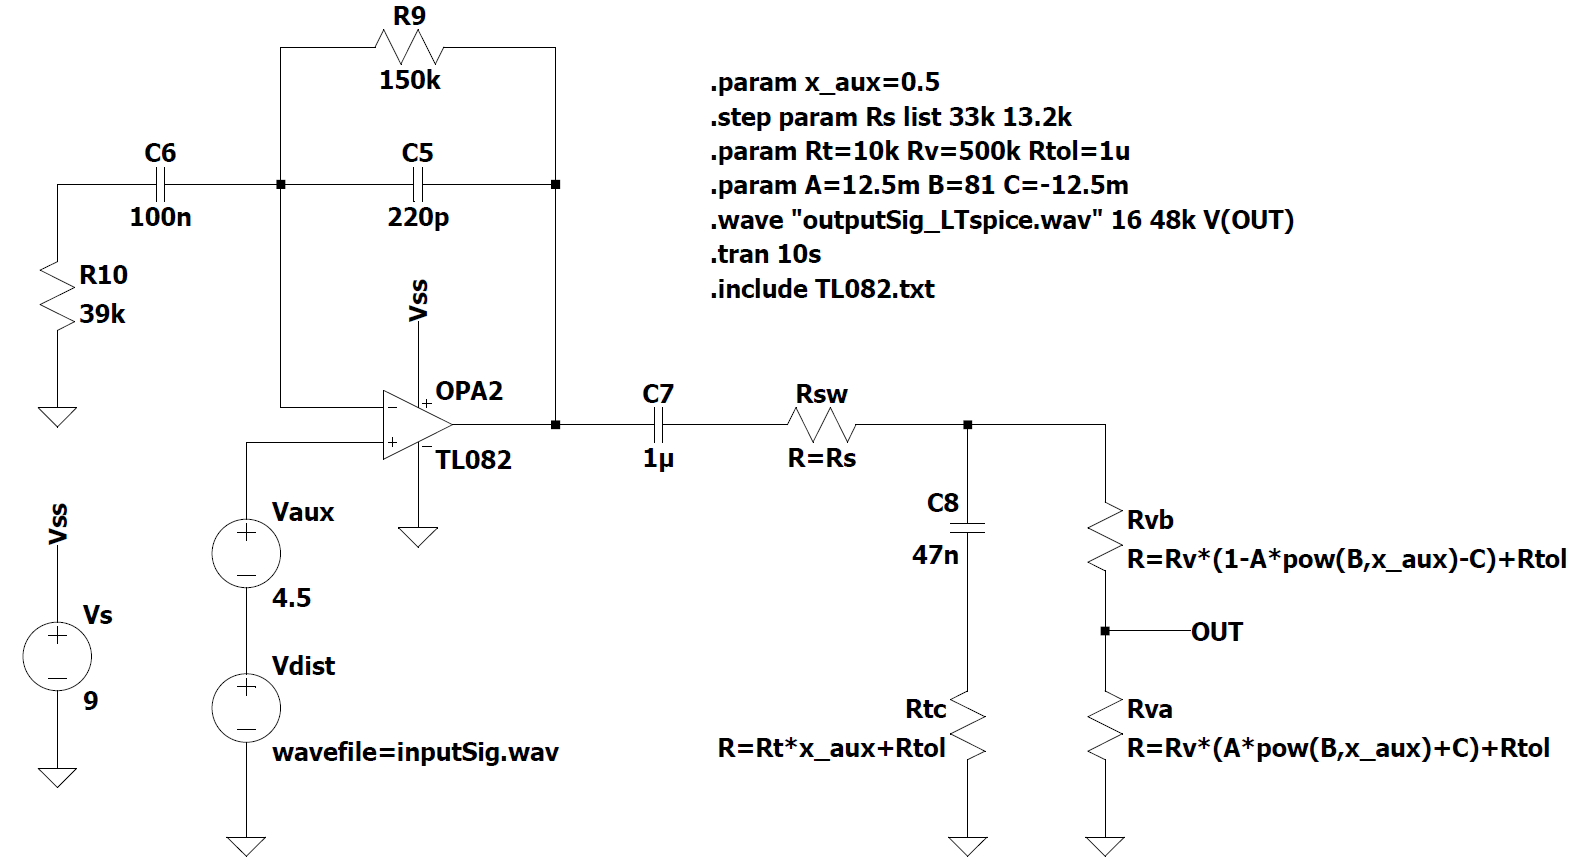 R9
150k
.param x_aux=0.5
.step param Rs list 33k 13.2k
.param Rt=10k Rv=500k Rtol=1u
.param A=12.5m B=81 C=-12.5m
.wave "outputSig_LTspice.wav" 16 48k V(OUT)
.tran 10s
.include TL082.txt
C6
100n
C5
220p
R10
39k
Vss
OPA2
TL082
C7
1µ
Rsw
R=Rs
C8
47n
Rvb
R=Rv*(1-A*pow(B,x_aux)-C)+Rtol
OUT
Vaux
4.5
Vss
Vs
9
Vdist
wavefile=inputSig.wav
Rtc
R=Rt*x_aux+Rtol
Rva
R=Rv*(A*pow(B,x_aux)+C)+Rtol